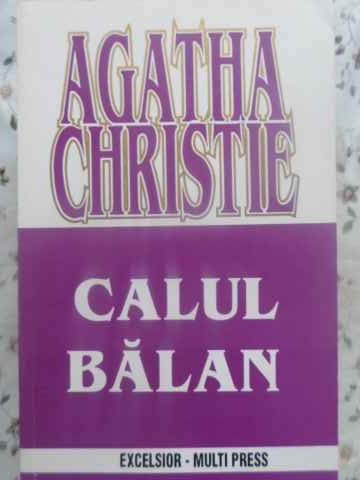 AGATHA
CHRISTIE
CALUL
BĂLAN
EXCELSIOR - MULTI PRESS